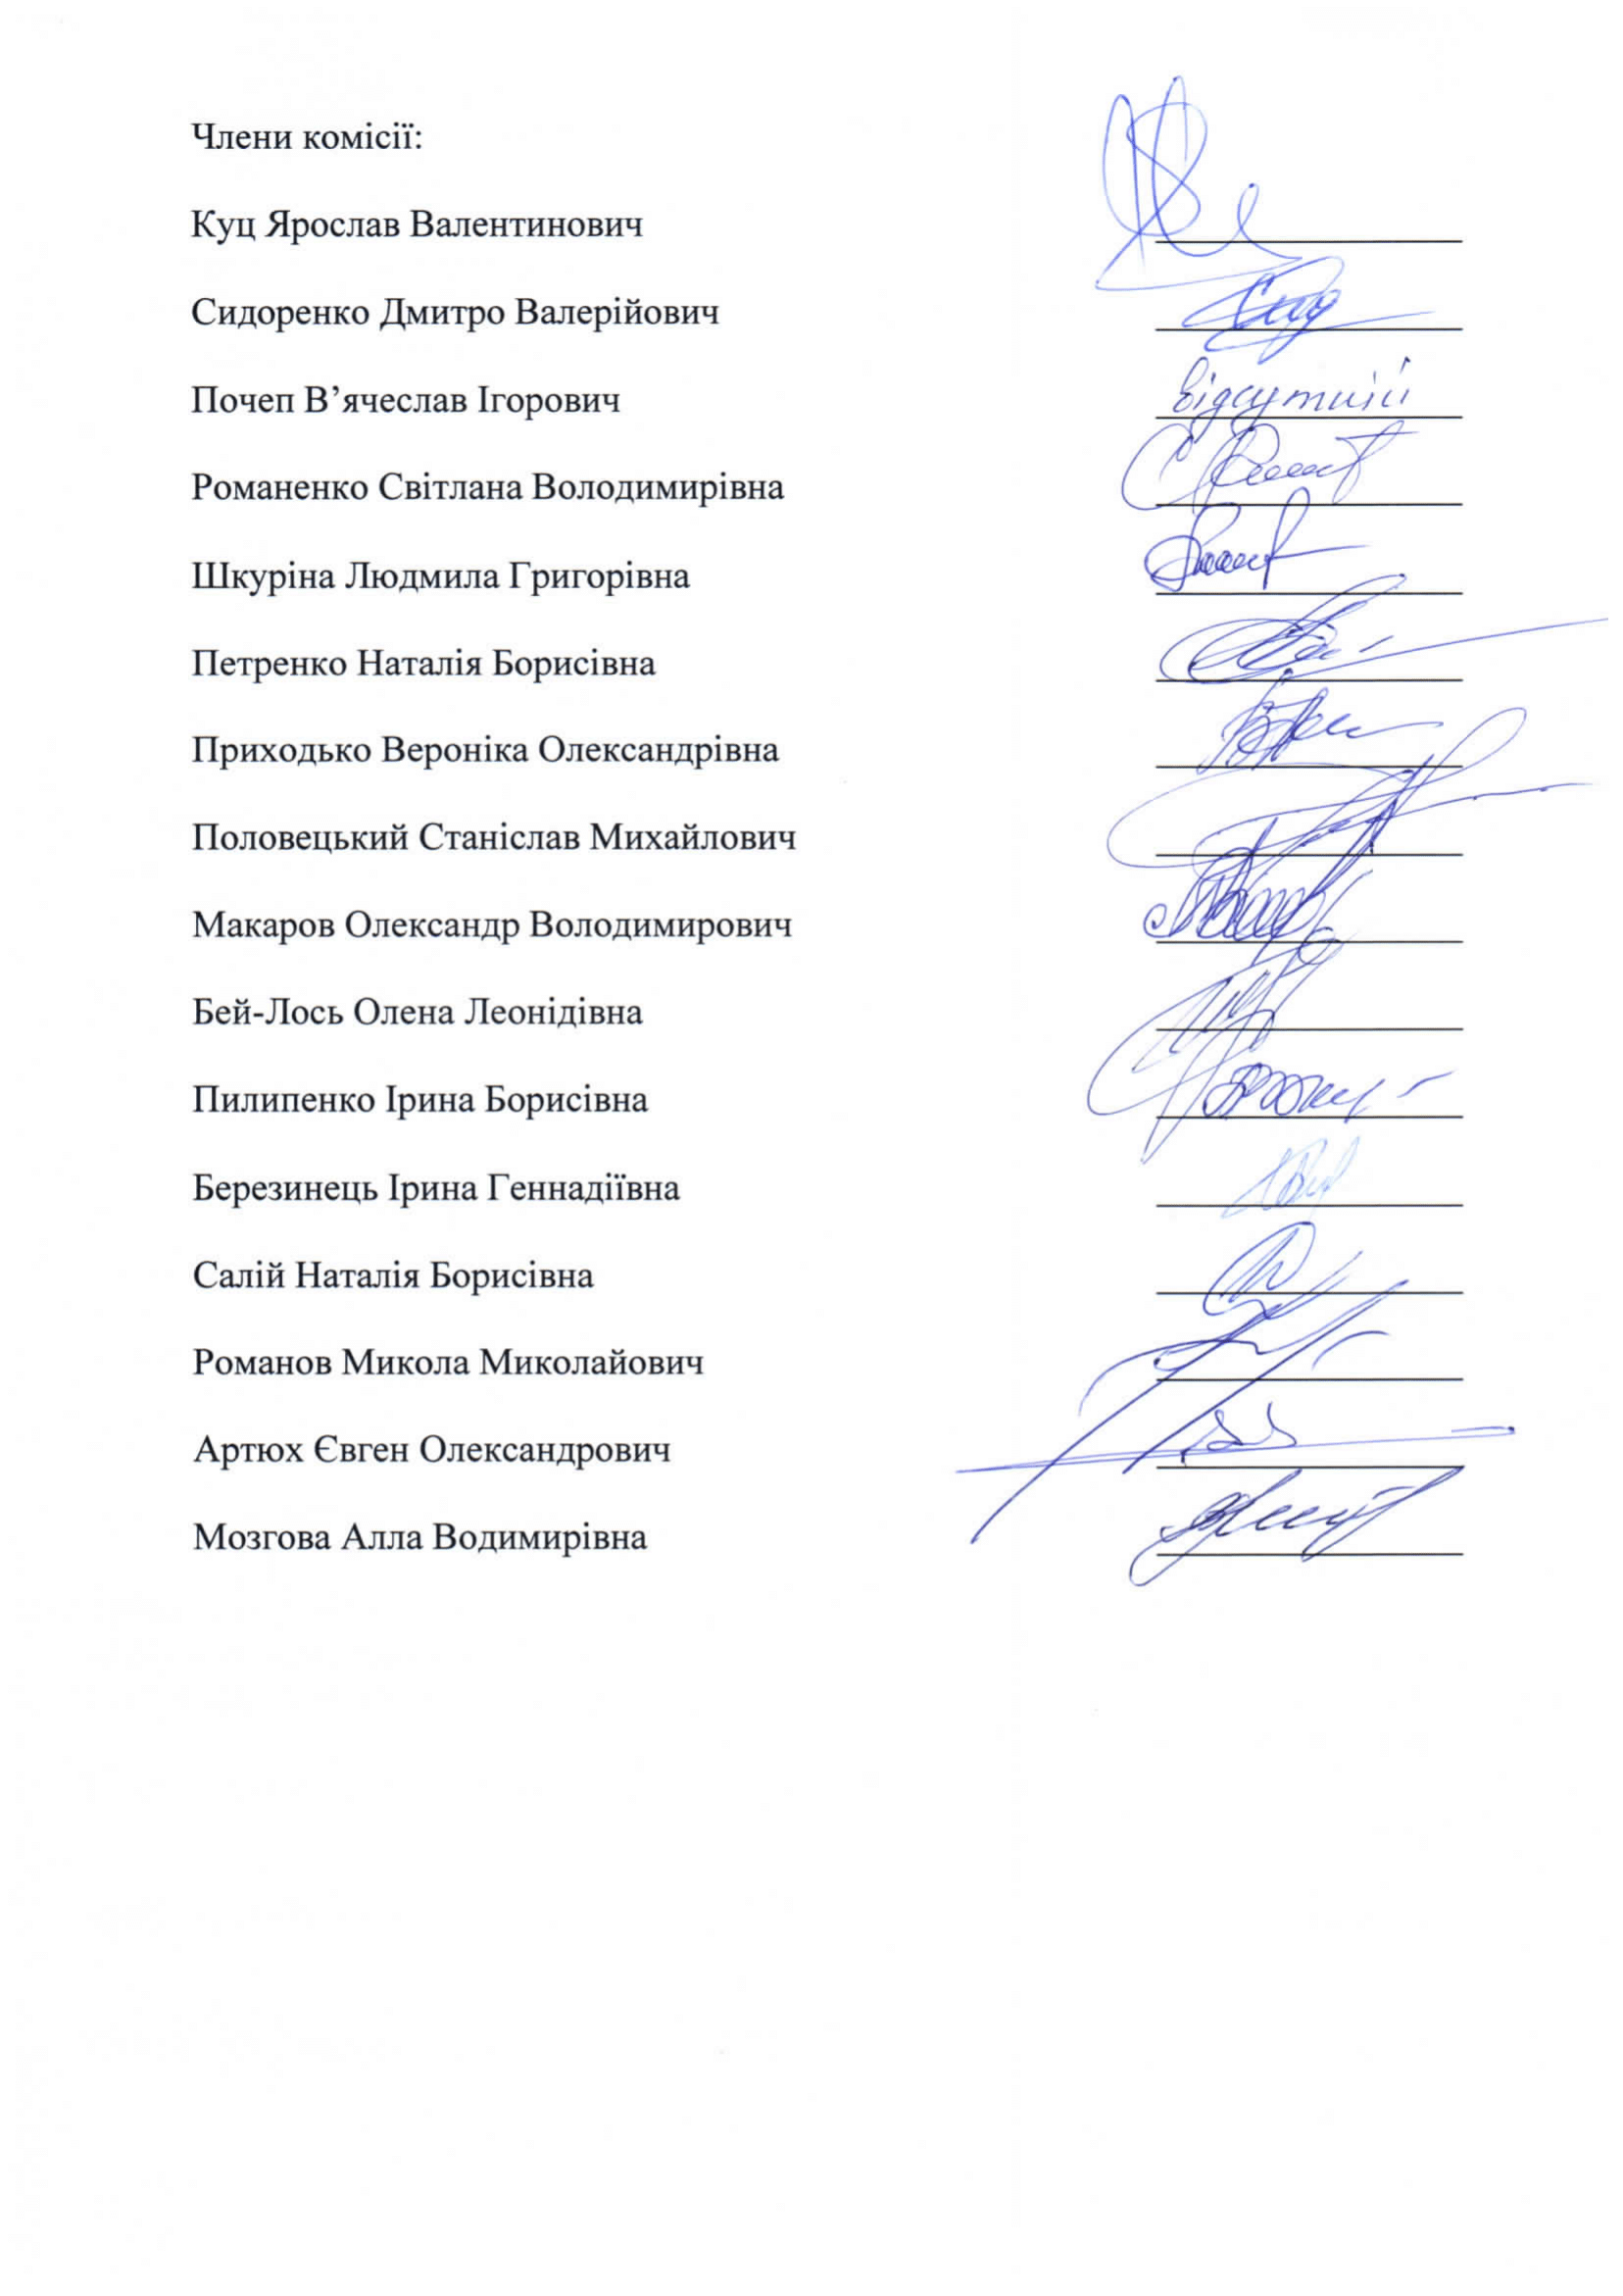 Члени комісії:
Куц Ярослав Валентинович
Сидоренко Дмитро Валерійович
Почеп В’ячеслав Ігорович відсутній
Романенко Світлана Володимирівна
Шкуріна Людмила Григорівна
Петренко Наталія Борисівна
Приходько Вероніка Олександрівна
Половецький Станіслав Михайлович
Макаров Олександр Володимирович
Бей-Лось Олена Леонідівна
Пилипенко Ірина Борисівна
Березинець Ірина Геннадіївна
Салій Наталія Борисівна
Романов Микола Миколайович
Артюх Євген Олександрович
Мозгова Алла Водимирівна